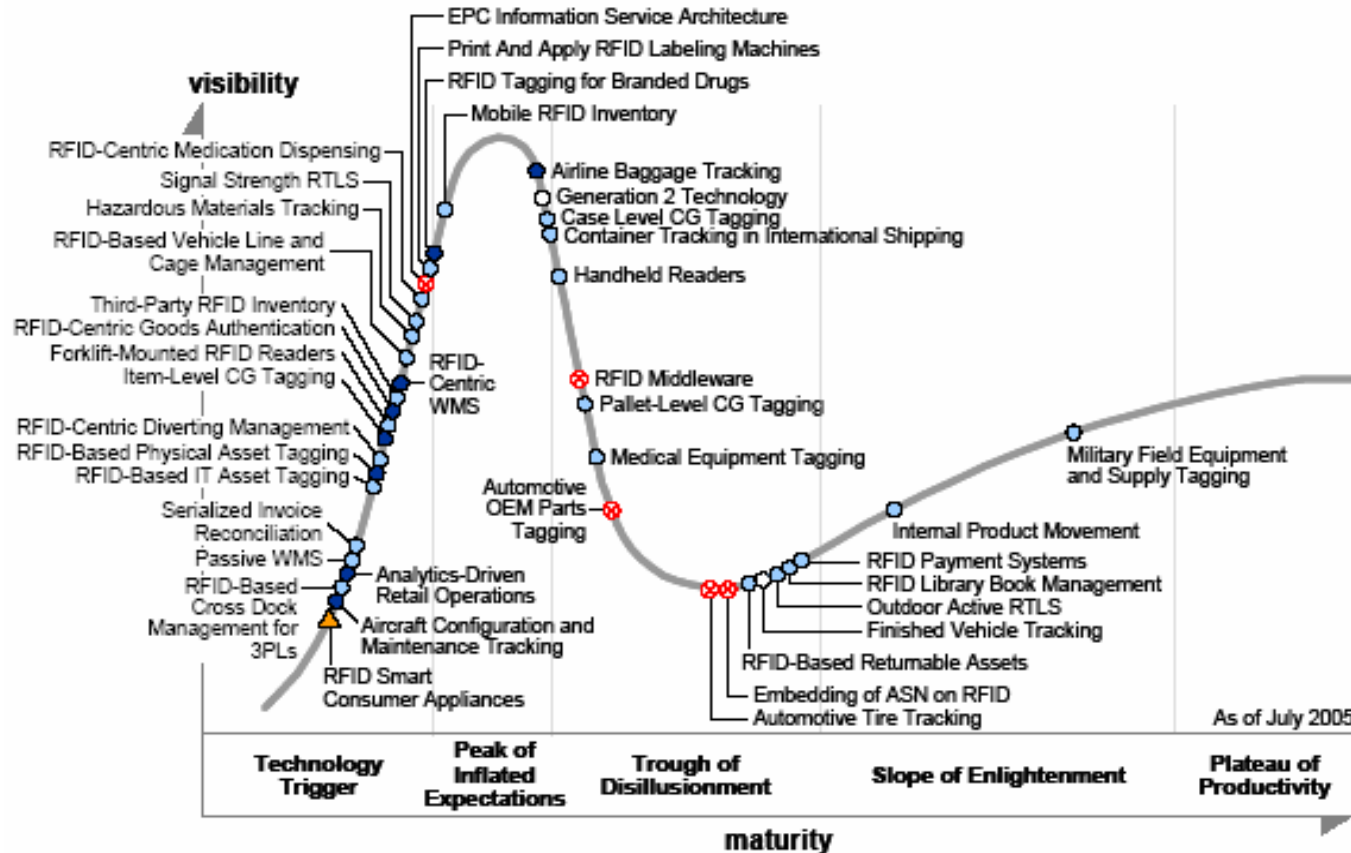 EPC Information Service Architecture
Print And Apply RFID Labeling Machines
RFID Tagging for Branded Drugs
Mobile RFID Inventory
visibility
RFID-Centric Medication Dispensing
Signal Strength RTLS
Hazardous Materials Tracking
RFID-Based Vehicle Line and
Cage Management
Third-Party RFID Inventory
RFID-Centric Goods Authentication
Forklift-Mounted RFID Readers
Item-Level CG Tagging
RFID-Centric Diverting Management
RFID-Based Physical Asset Tagging
RFID-Based IT Asset Tagging
Serialized Invoice
Reconciliation
Passive WMS
RFID-Based
Cross Dock
Management for
3PLs
RFID-
Centric
WMS
Analytics-Driven
Retail Operations
Aircraft Configuration and
Maintenance Tracking
RFID Smart
Consumer Appliances
Airline Baggage Tracking
Generation 2 Technology
Case Level CG Tagging
Container Tracking in International Shipping
Handheld Readers
RFID Middleware
Pallet-Level CG Tagging
Medical Equipment Tagging
Automotive
OEM Parts
Tagging
Military Field Equipment
and Supply Tagging
Internal Product Movement
RFID Payment Systems
RFID Library Book Management
Outdoor Active RTLS
Finished Vehicle Tracking
RFID-Based Returnable Assets
Embedding of ASN on RFID
Automotive Tire Tracking
As of July 2005
Technology
Trigger
Peak of
Inflated
Expectations
Trough of
Disillusionment
Slope of Enlightenment
Plateau of
Productivity
maturity